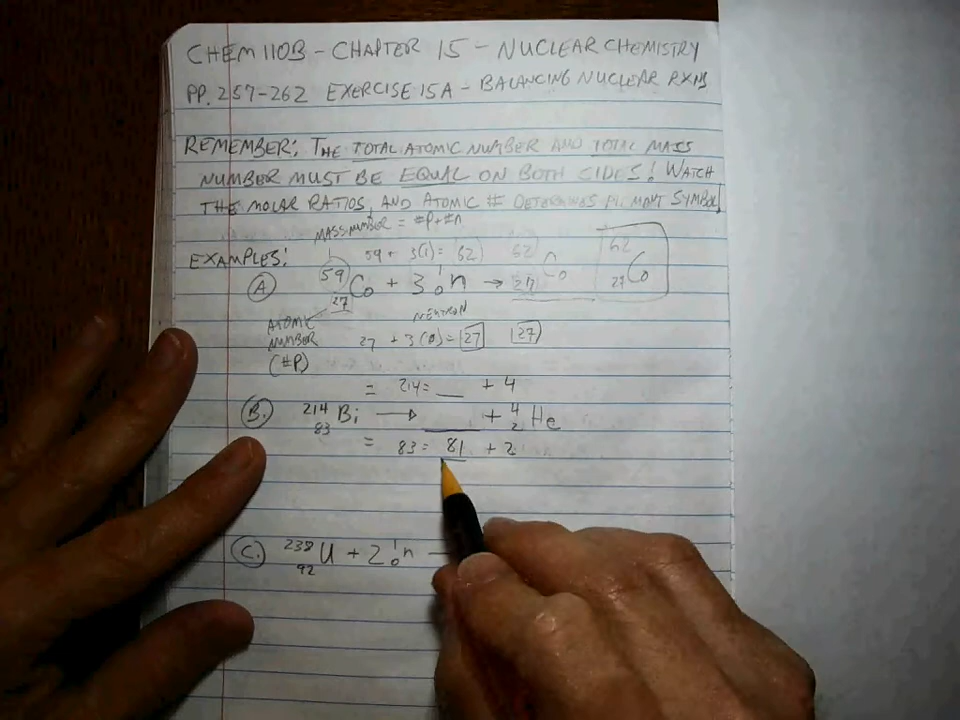 CHEM 110B - CHAPTER 15 - NUCLEAR CHEMISTRY
PP. 257-262 EXERCISE 15A - BALANCING NUCLEAR RXNS
REMEMBER: THE TOTAL ATOMIC NUMBER AND TOTAL MASS
NUMBER MUST BE EQUAL ON BOTH SIDES! WATCH
THE MOLAR RATIOS, AND ATOMIC # DETERMINES SYMBOL!
MASS NUMBER = #P + #n
EXAMPLES: 59 + 3(1) = 62 62 Co 62 27 Co
A 59 27 Co + 3 1 0 n → 27
ATOMIC NUMBER (#P) NEUTRON
27 + 3(0) = 27 27
= 214 = __ + 4
B. 214 83 Bi → ____ + 4 2 He
= 83 = 81 + 2
C. 238 92 U + 2 1 0 n